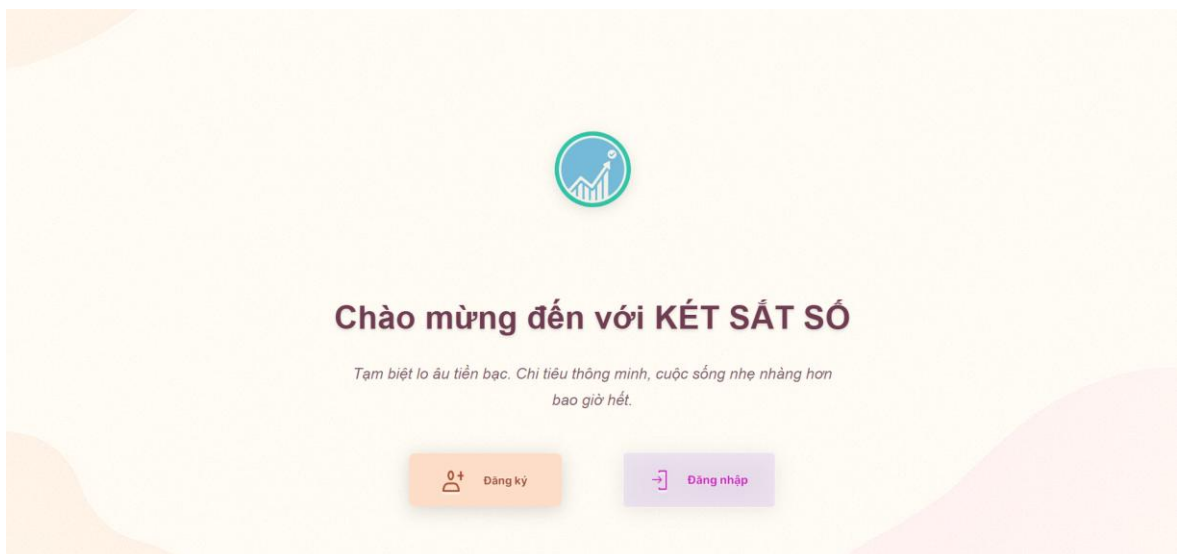 Chào mừng đến với KÉT SẮT SỐ
Tạm biệt lo âu tiền bạc. Chi tiêu thông minh, cuộc sống nhẹ nhàng hơn
bao giờ hết.
Đăng ký
Đăng nhập